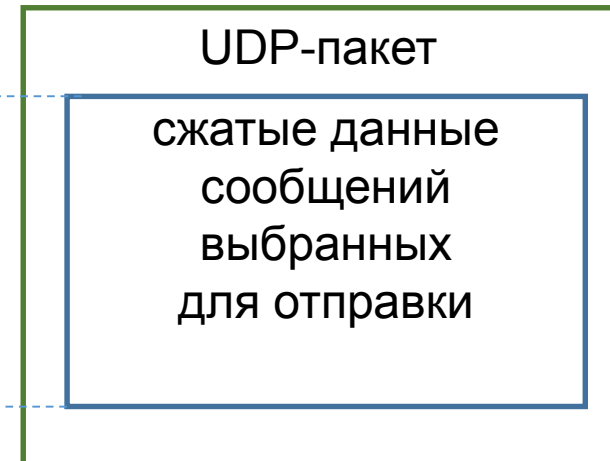 UDP-пакет
сжатые данные
сообщений
выбранных
для отправки